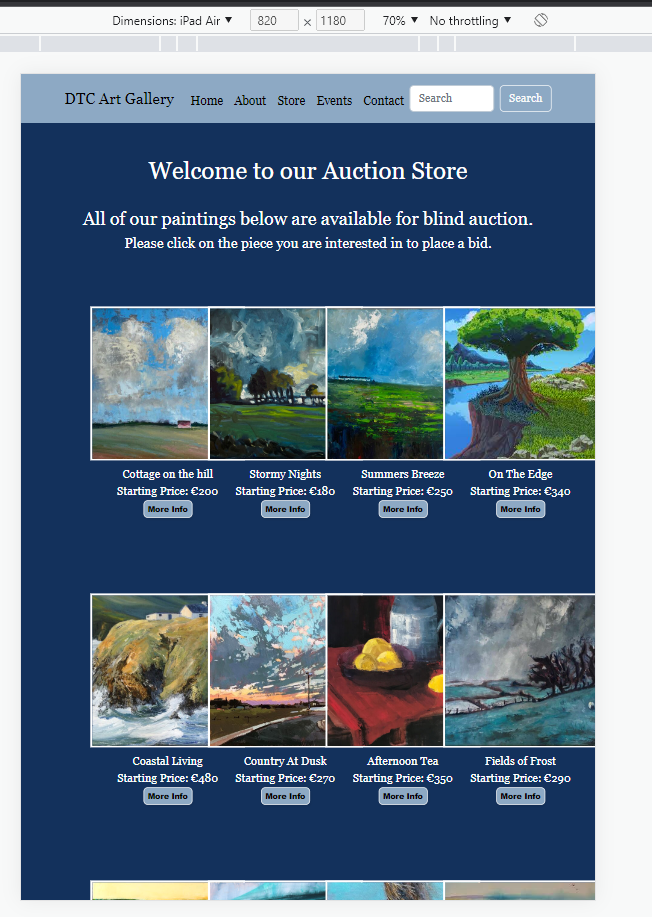 Dimensions: iPad Air ▼ 820 × 1180 70% ▼ No throttling ▼
DTC Art Gallery Home About Store Events Contact Search Search
Welcome to our Auction Store
All of our paintings below are available for blind auction.
Please click on the piece you are interested in to place a bid.
Cottage on the hill Stormy Nights Summers Breeze On The Edge
Starting Price: €200 Starting Price: €180 Starting Price: €250 Starting Price: €340
More Info More Info More Info More Info
Coastal Living Country At Dusk Afternoon Tea Fields of Frost
Starting Price: €480 Starting Price: €270 Starting Price: €350 Starting Price: €290
More Info More Info More Info More Info